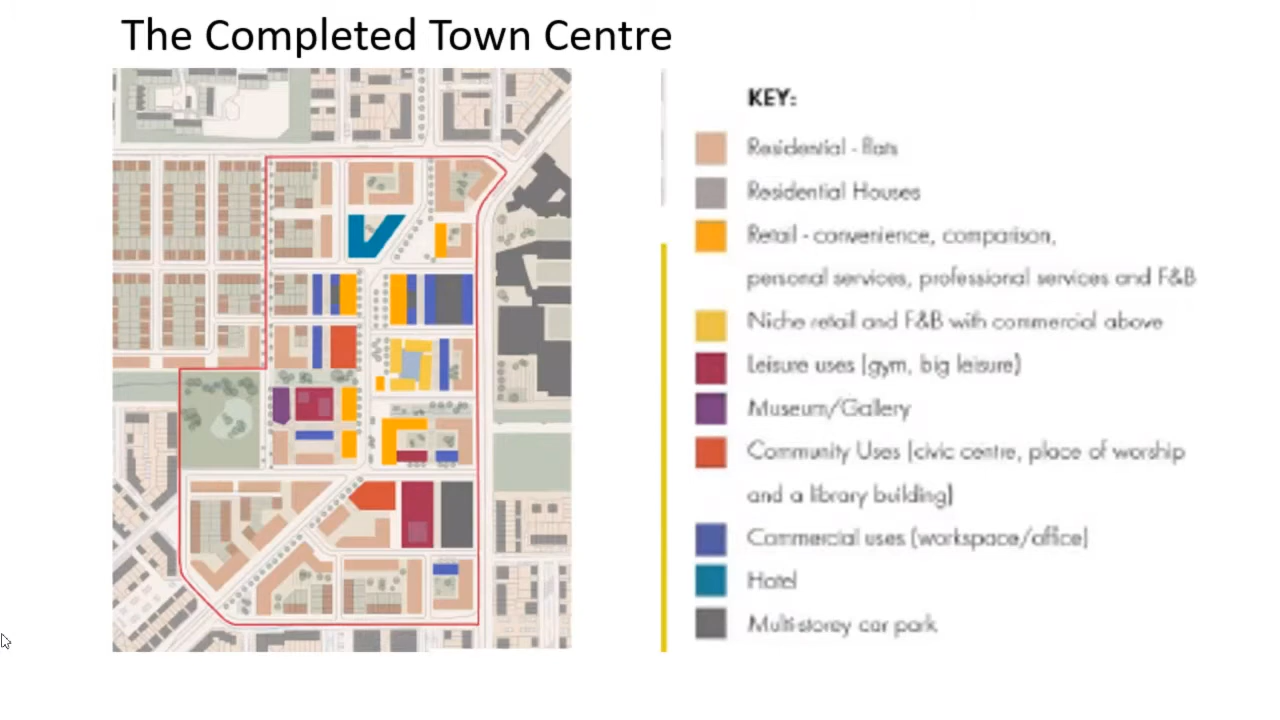 The Completed Town Centre
KEY:
Residential - flats
Residential Houses
Retail - convenience, comparison,
personal services, professional services and F&B
Niche retail and F&B with commercial above
Leisure uses (gym, big leisure)
Museum/Gallery
Community Uses (civic centre, place of worship
and a library building)
Commercial uses (workspace/office)
Hotel
Multi-storey car park